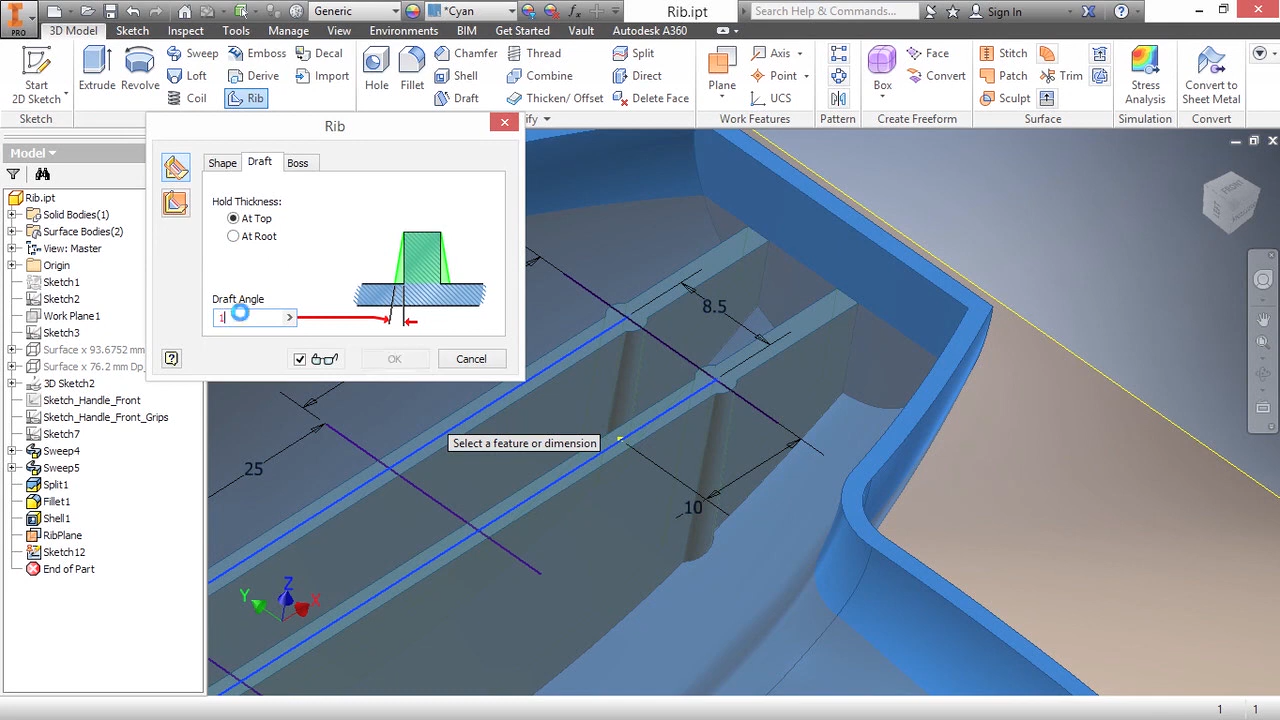 PRO
Generic
*Cyan
fx
Rib.ipt
Search Help & Commands...
Sign In
3D Model Sketch Inspect Tools Manage View Environments BIM Get Started Vault Autodesk A360
Start
2D Sketch
Extrude
Revolve
Sweep
Loft
Coil
Emboss
Derive
Rib
Decal
Import
Hole
Fillet
Chamfer
Shell
Draft
Thread
Combine
Thicken/ Offset
Split
Direct
Delete Face
Plane
Axis
Point
UCS
Box
Face
Convert
Stitch
Patch
Sculpt
Trim
Stress
Analysis
Convert to
Sheet Metal
Sketch
ify
Work Features
Pattern
Create Freeform
Surface
Simulation
Convert
Model
Rib.ipt
Solid Bodies(1)
Surface Bodies(2)
View: Master
Origin
Sketch1
Sketch2
Work Plane1
Sketch3
Surface x 93.6752 mm
Surface x 76.2 mm Dp_
3D Sketch2
Sketch_Handle_Front
Sketch_Handle_Front_Grips
Sketch7
Sweep4
Sweep5
Split1
Fillet1
Shell1
RibPlane
Sketch12
End of Part
Rib
Shape Draft Boss
Hold Thickness:
At Top
At Root
Draft Angle
1
OK
Cancel
8.5
Select a feature or dimension
25
10
FRONT
Z
Y
X
1 1